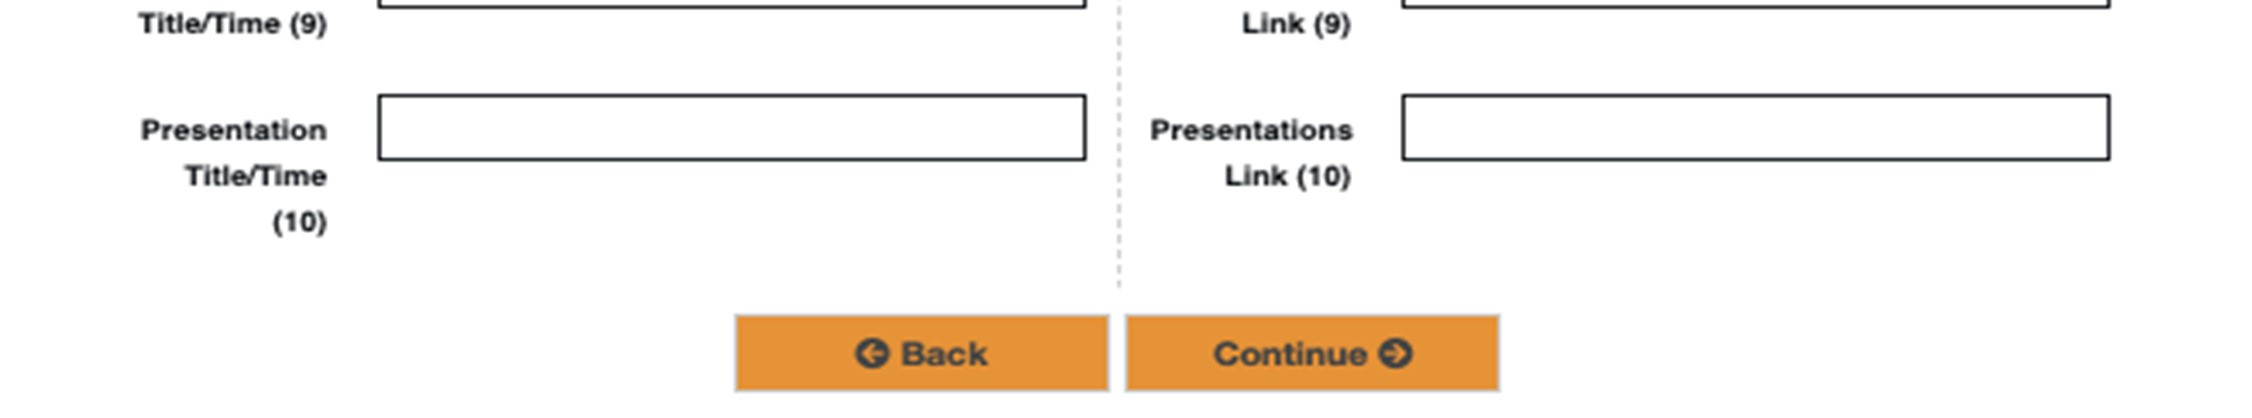 Title/Time (9)
Link (9)
Presentation
Title/Time
(10)
Presentations
Link (10)
Back
Continue